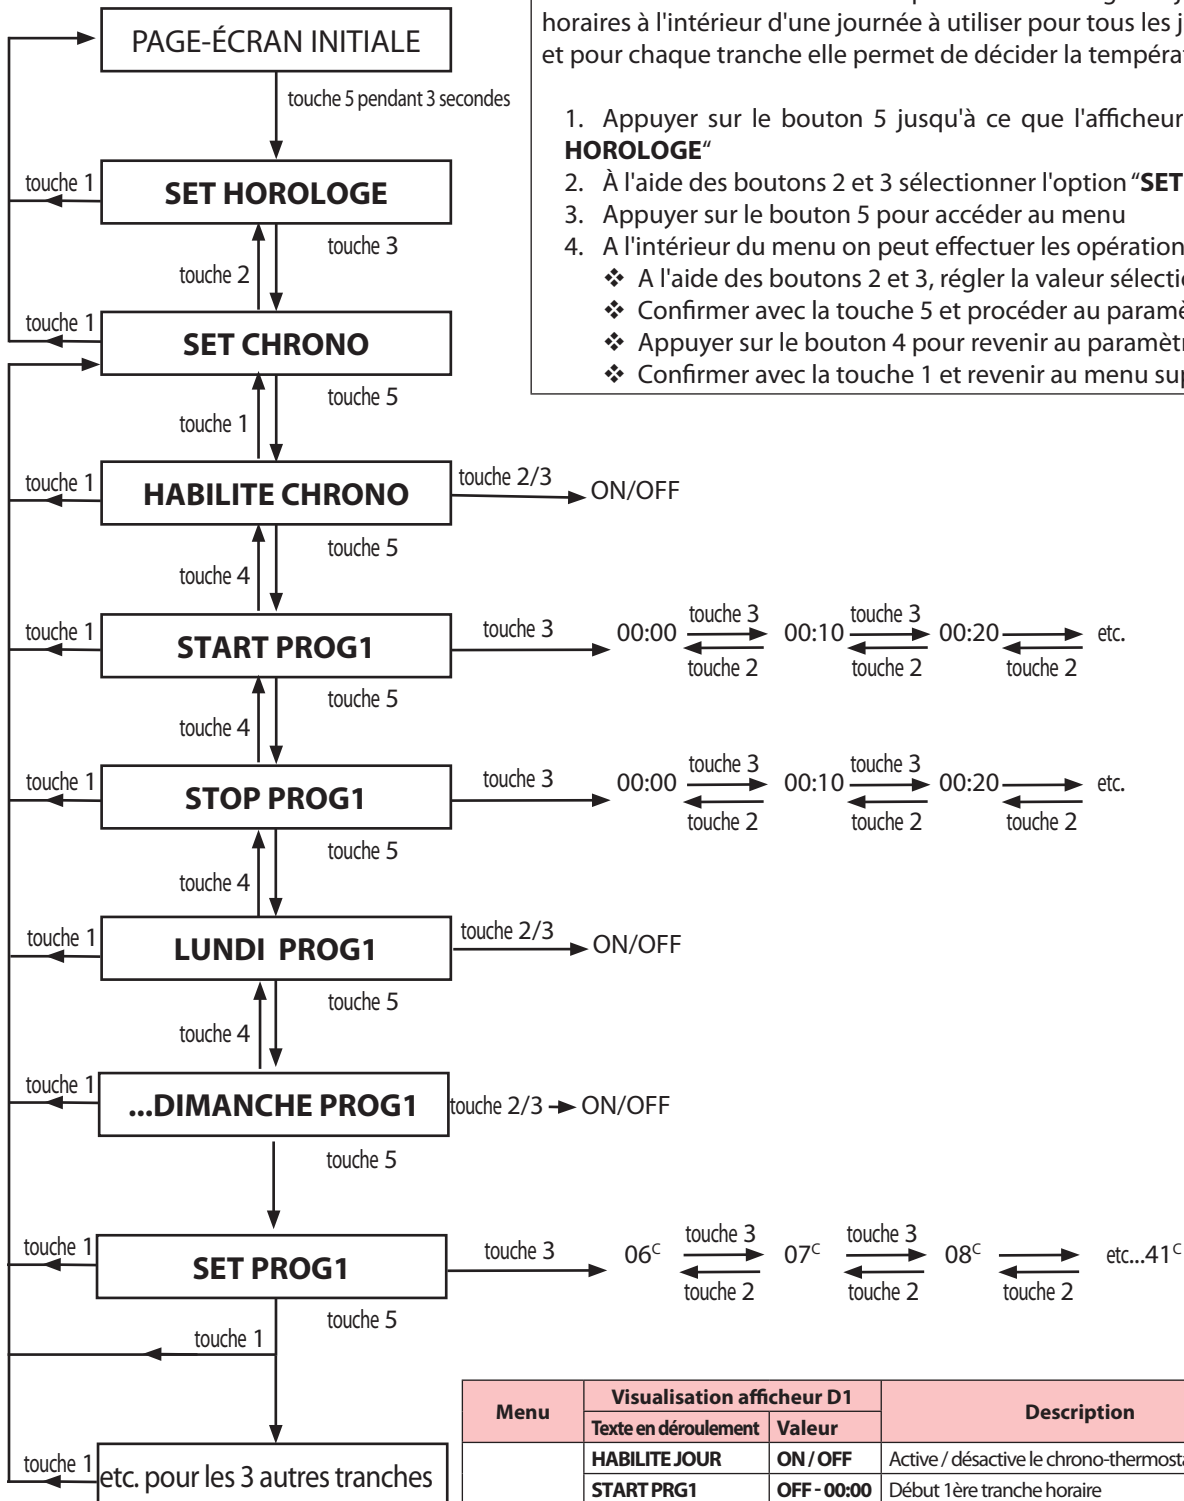 PAGE-ÉCRAN INITIALE
touche 5 pendant 3 secondes
touche 1
SET HOROLOGE
touche 3
touche 2
touche 1
SET CHRONO
touche 5
touche 1
touche 1
HABILITE CHRONO
touche 2/3
ON/OFF
touche 5
touche 4
touche 1
START PROG1
touche 3
00:00
touche 3
touche 2
00:10
touche 3
touche 2
00:20
touche 2
etc.
touche 5
touche 4
touche 1
STOP PROG1
touche 3
00:00
touche 3
touche 2
00:10
touche 3
touche 2
00:20
touche 2
etc.
touche 5
touche 4
touche 1
LUNDI PROG1
touche 2/3
ON/OFF
touche 5
touche 4
touche 1
...DIMANCHE PROG1
touche 2/3
ON/OFF
touche 5
touche 1
SET PROG1
touche 3
06C
touche 3
touche 2
07C
touche 3
touche 2
08C
touche 2
etc...41C
touche 5
touche 1
touche 1
etc. pour les 3 autres tranches
horaires à l'intérieur d'une journée à utiliser pour tous les
et pour chaque tranche elle permet de décider la
1. Appuyer sur le bouton 5 jusqu'à ce que l'afficheur
HOROLOGE“
2. À l'aide des boutons 2 et 3 sélectionner l'option “SET
3. Appuyer sur le bouton 5 pour accéder au menu
4. A l'intérieur du menu on peut effectuer les
❖ A l'aide des boutons 2 et 3, régler la valeur
❖ Confirmer avec la touche 5 et procéder au
❖ Appuyer sur le bouton 4 pour revenir au
❖ Confirmer avec la touche 1 et revenir au menu
Menu Visualisation afficheur D1 Description
Texte en déroulement Valeur
HABILITE JOUR ON / OFF Active / désactive le
START PRG1 OFF - 00:00 Début 1ère tranche horaire